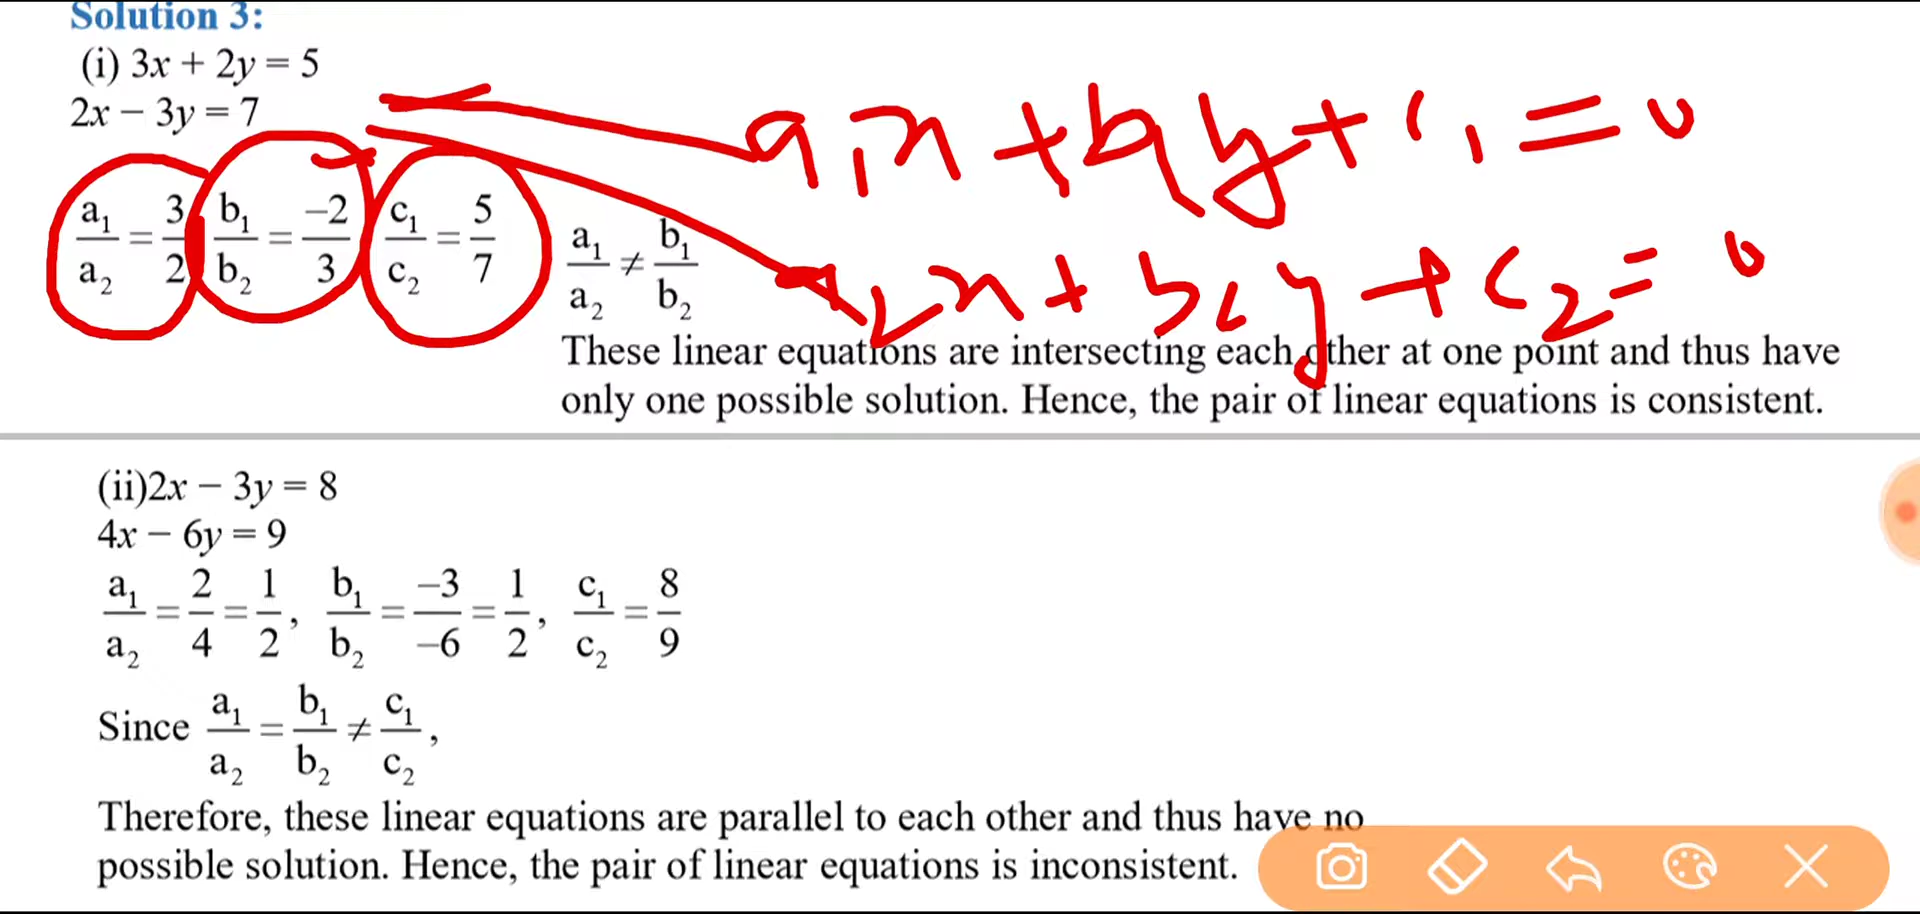 Solution 3:
(i) 3x + 2y = 5
2x − 3y = 7
a₁x + b₁y + c₁ = 0
a₁/a₂ = 3/2 b₁/b₂ = −2/3 c₁/c₂ = 5/7 a₁/a₂ ≠ b₁/b₂
a₂x + b₂y + c₂ = 0
These linear equations are intersecting each other at one point and thus have
only one possible solution. Hence, the pair of linear equations is consistent.
(ii)2x − 3y = 8
4x − 6y = 9
a₁/a₂ = 2/4 = 1/2, b₁/b₂ = −3/−6 = 1/2, c₁/c₂ = 8/9
Since a₁/a₂ = b₁/b₂ ≠ c₁/c₂,
Therefore, these linear equations are parallel to each other and thus have no
possible solution. Hence, the pair of linear equations is inconsistent.